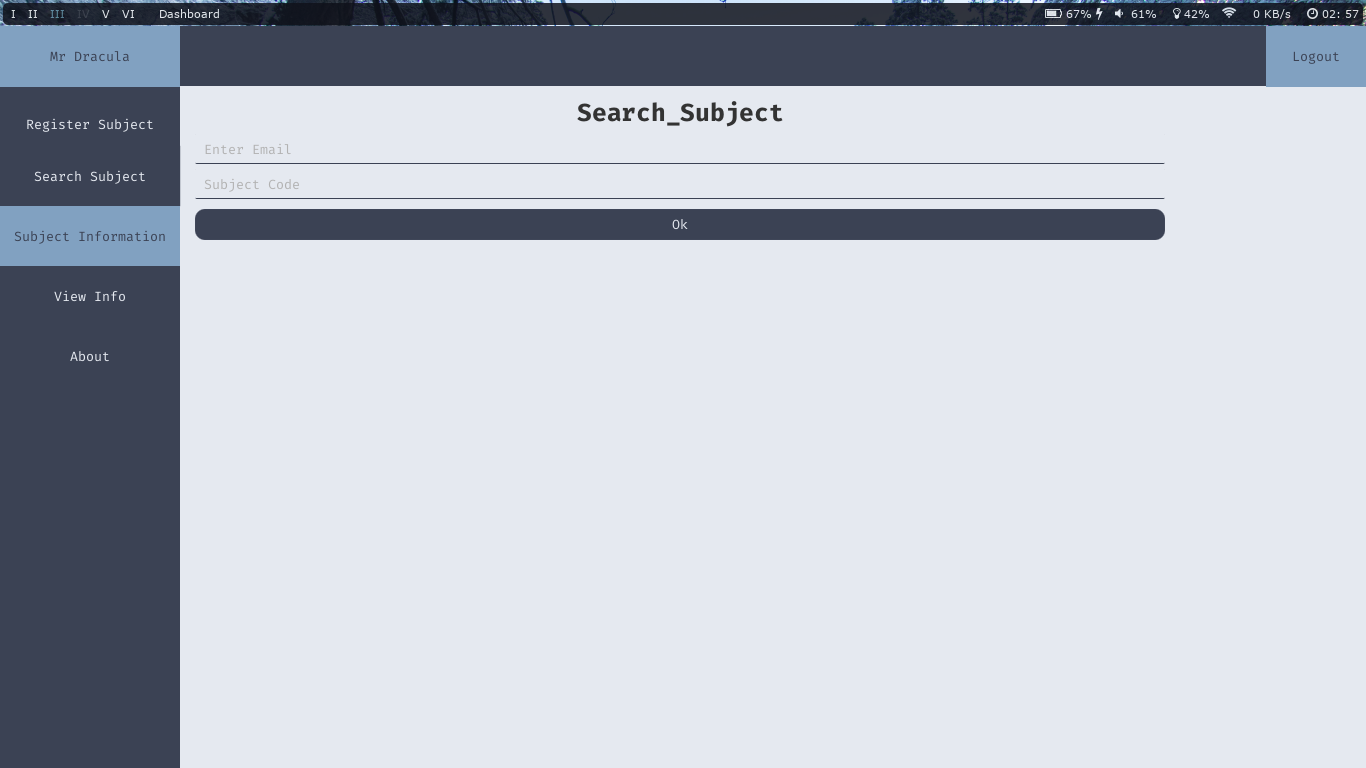 I II III IV V VI Dashboard 67% 61% 42% 0 KB/s 02: 57
Mr Dracula Logout
Register Subject
Search Subject
Subject Information
View Info
About
Search_Subject
Enter Email
Subject Code
Ok